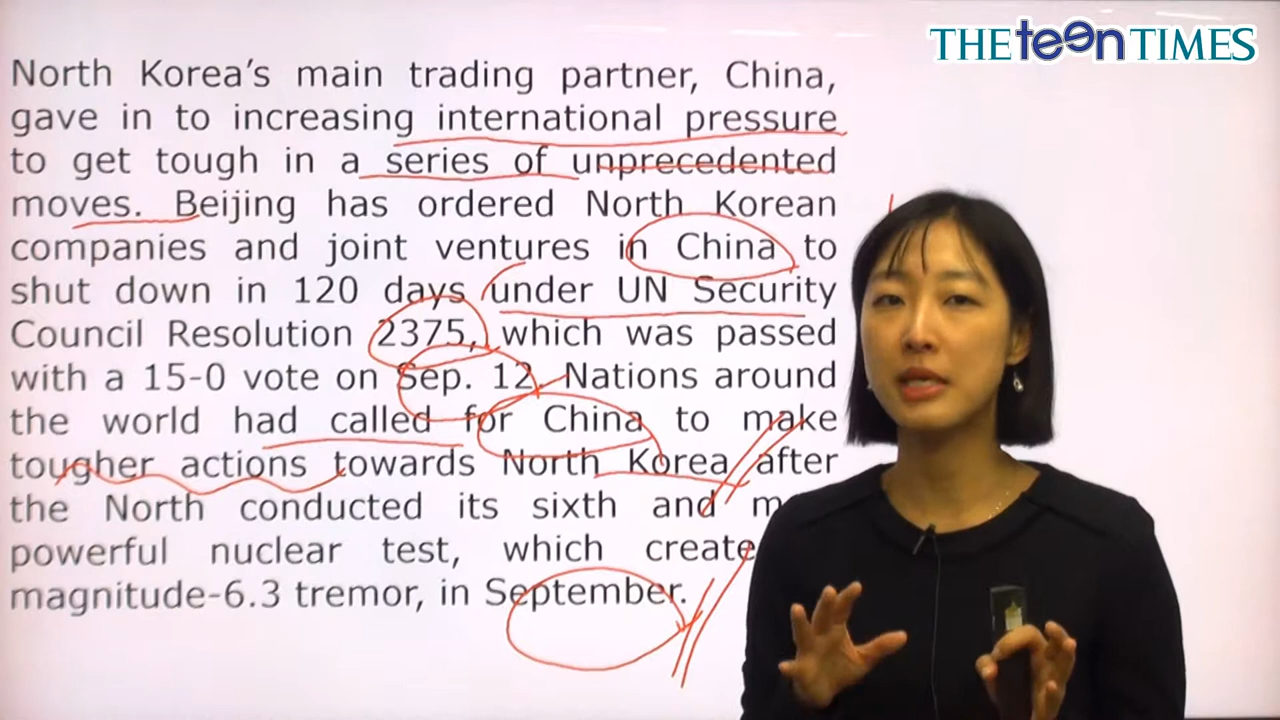 THE teen TIMES
North Korea's main trading partner, China,
gave in to increasing international pressure
to get tough in a series of unprecedented
moves. Beijing has ordered North Korean
companies and joint ventures in China to
shut down in 120 days under UN Security
Council Resolution 2375, which was passed
with a 15-0 vote on Sep. 12. Nations around
the world had called for China to make
tougher actions towards North Korea after
the North conducted its sixth and
powerful nuclear test, which create
magnitude-6.3 tremor, in September.